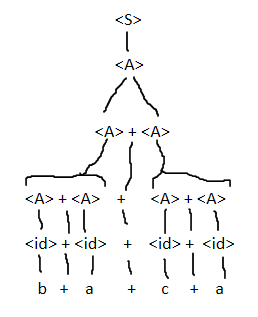 <S>
<A>
<A> + <A>
<A> + <A> + <A> + <A>
<id> + <id> + <id> + <id>
b + a + c + a